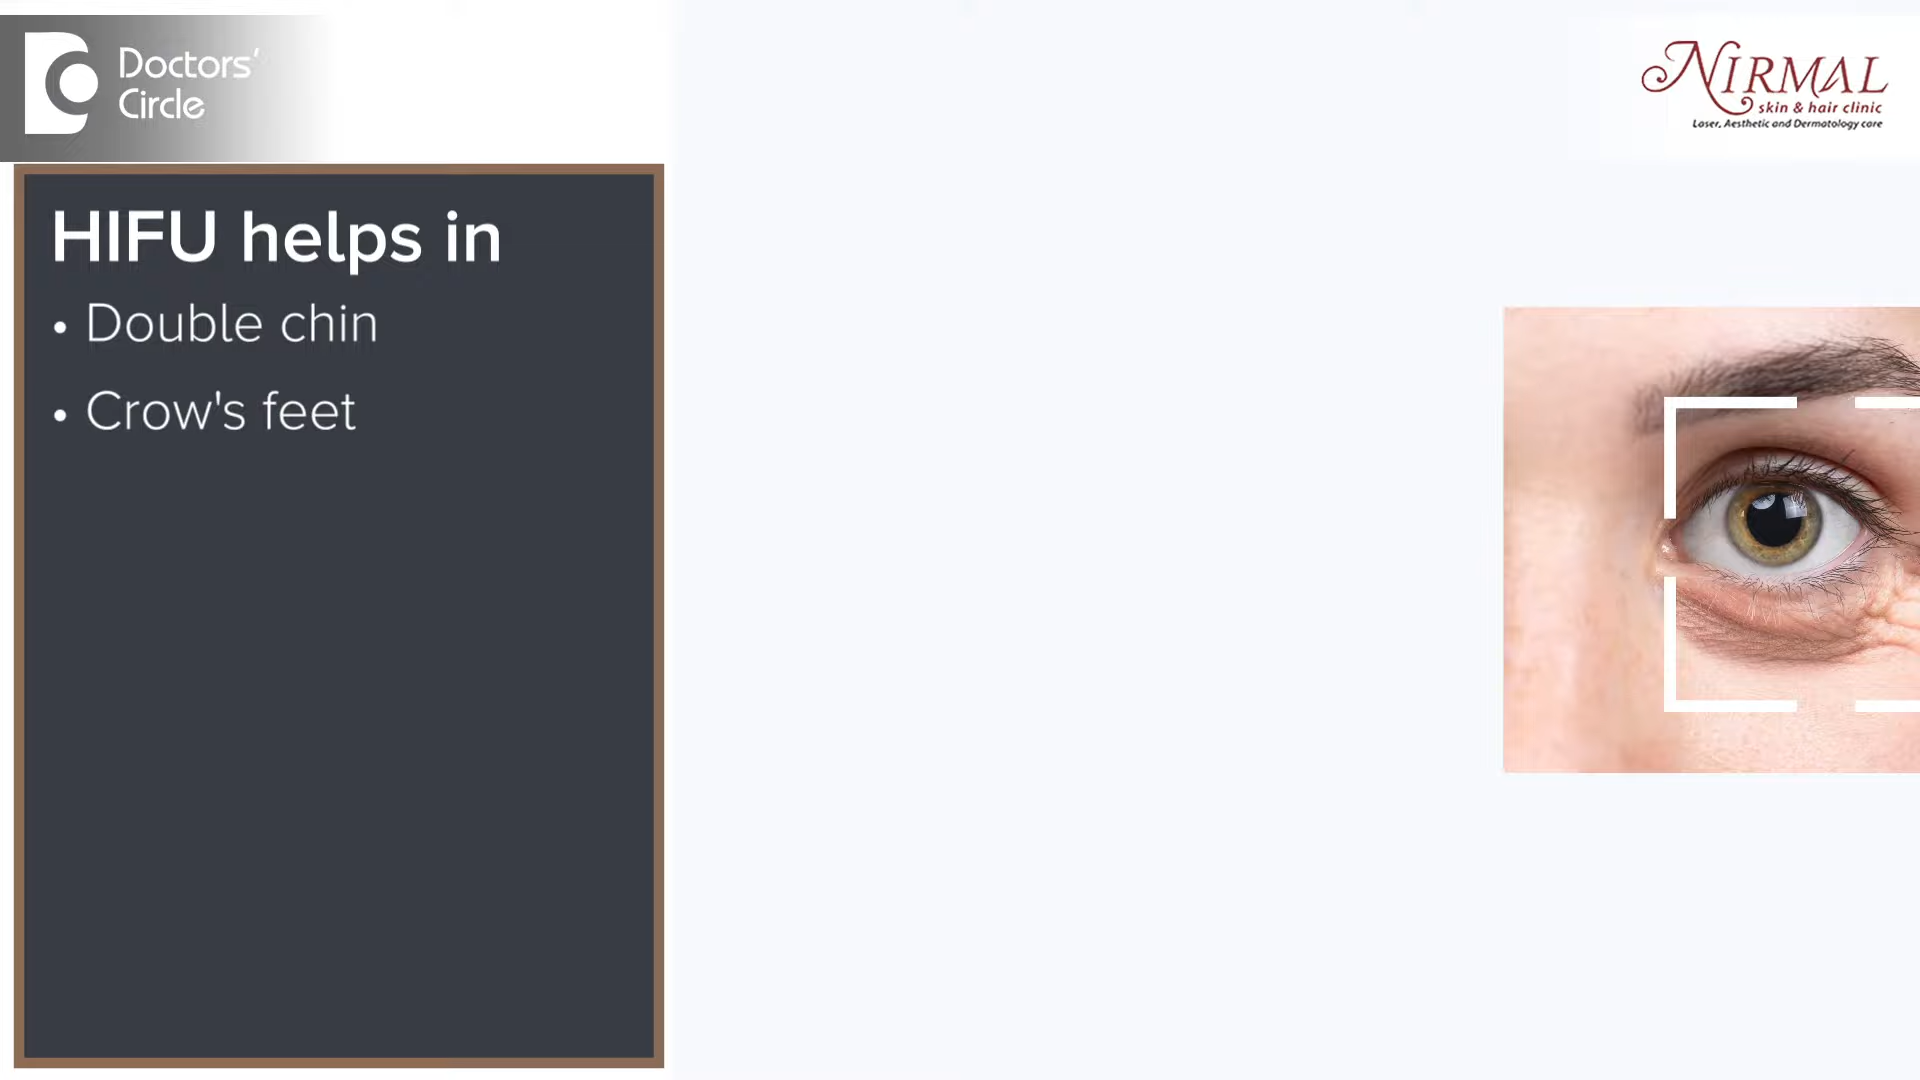 Doctors'
Circle
NIRMAL
skin & hair clinic
Laser, Aesthetic and Dermatology care
HIFU helps in
• Double chin
• Crow's feet